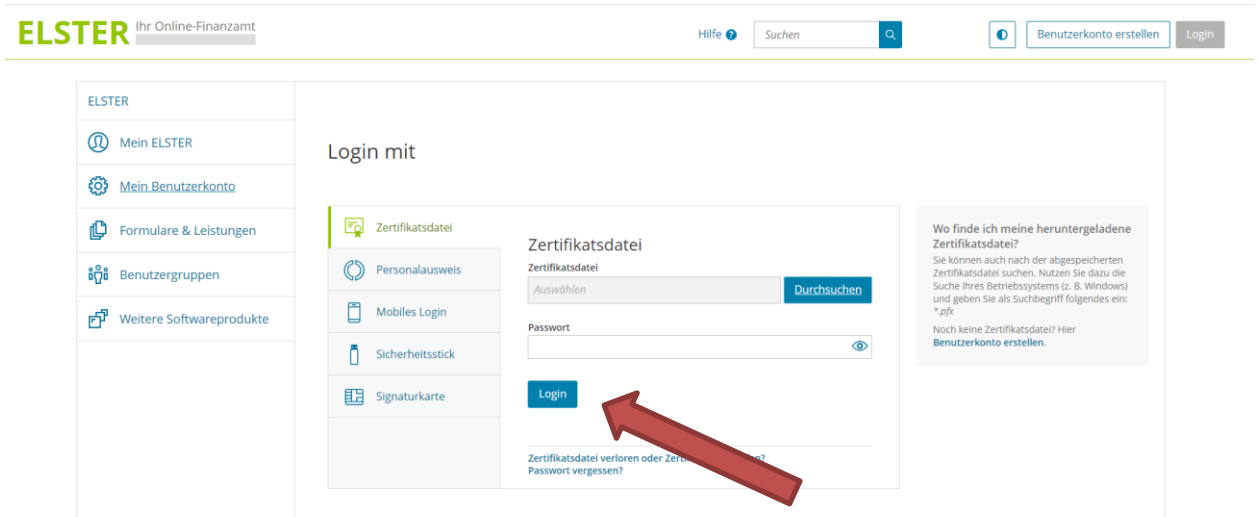 ELSTER Ihr Online-Finanzamt
Hilfe ?
Suchen
Benutzerkonto erstellen
Login
ELSTER
Mein ELSTER
Mein Benutzerkonto
Formulare & Leistungen
Benutzergruppen
Weitere Softwareprodukte
Login mit
Zertifikatsdatei
Personalausweis
Mobiles Login
Sicherheitsstick
Signaturkarte
Zertifikatsdatei
Zertifikatsdatei
Auswählen
Durchsuchen
Passwort
Login
Zertifikatsdatei verloren oder
Passwort vergessen?
Wo finde ich meine heruntergeladene
Zertifikatsdatei?
Sie können auch nach der abgespeicherten
Zertifikatsdatei suchen. Nutzen Sie dazu die
Suche Ihres Betriebssystems (z. B. Windows)
und geben Sie als Suchbegriff folgendes ein:
*.pfx
Noch keine Zertifikatsdatei? Hier
Benutzerkonto erstellen.